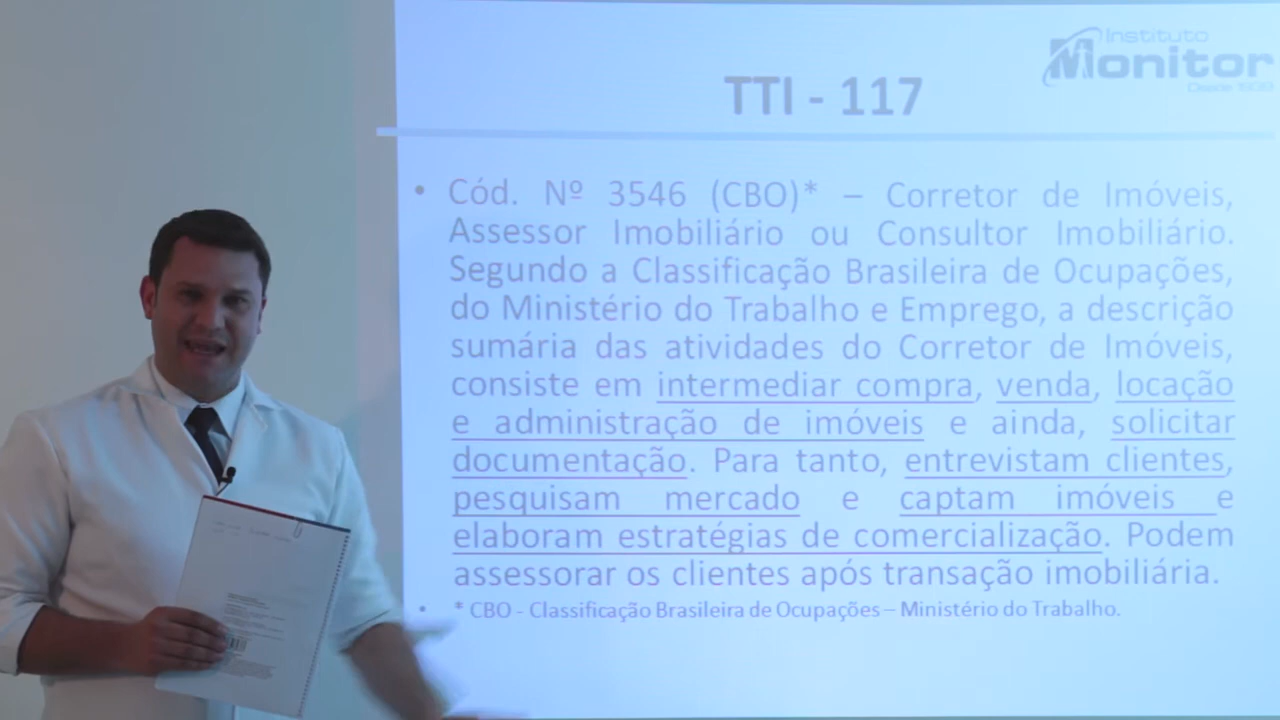 Instituto
Monitor
TTI - 117
• Cód. Nº 3546 (CBO)* – Corretor de Imóveis,
Assessor Imobiliário ou Consultor Imobiliário.
Segundo a Classificação Brasileira de Ocupações,
do Ministério do Trabalho e Emprego, a descrição
sumária das atividades do Corretor de Imóveis,
consiste em intermediar compra, venda, locação
e administração de imóveis e ainda, solicitar
documentação. Para tanto, entrevistam clientes,
pesquisam mercado e captam imóveis e
elaboram estratégias de comercialização. Podem
assessorar os clientes após transação imobiliária.
• * CBO - Classificação Brasileira de Ocupações – Ministério do Trabalho.